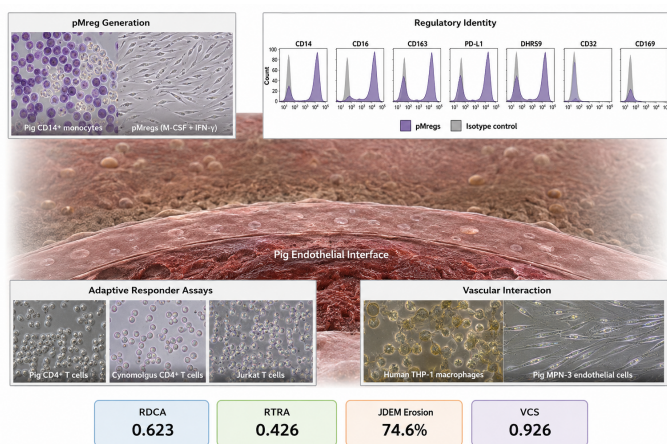 pMreg Generation
Pig CD14⁺ monocytes
pMregs (M-CSF + IFN-γ)
Regulatory Identity
CD14 CD16 CD163 PD-L1 DHRS9 CD32 CD169
Count
100
80
60
40
20
0
pMregs Isotype control
Pig Endothelial Interface
Adaptive Responder Assays
Pig CD4⁺ T cells
Cynomolgus CD4⁺ T cells
Jurkat T cells
Vascular Interaction
Human THP-1 macrophages
Pig MPN-3 endothelial cells
RDCA
0.623
RTRA
0.426
JDEM Erosion
74.6%
VCS
0.926